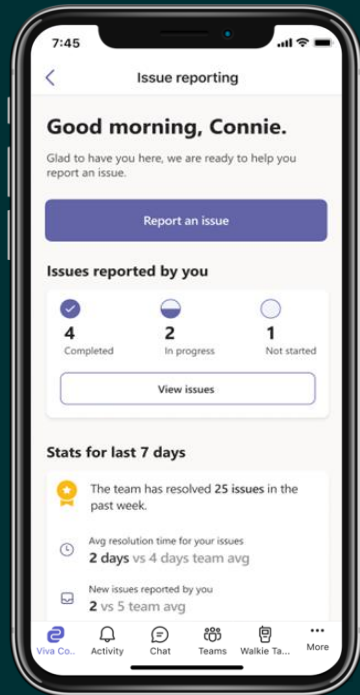 7:45
Issue reporting
Good morning, Connie.
Glad to have you here, we are ready to help you
report an issue.
Report an issue
Issues reported by you
4
Completed
2
In progress
1
Not started
View issues
Stats for last 7 days
The team has resolved 25 issues in the
past week.
Avg resolution time for your issues
2 days vs 4 days team avg
New issues reported by you
2 vs 5 team avg
Viva Co..
Activity
Chat
Teams
Walkie Ta...
More